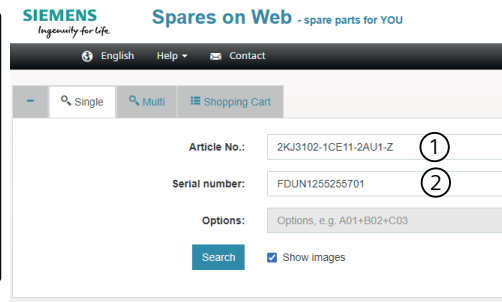 SIEMENS
Ingenuity for life
Spares on Web - spare parts for YOU
English Help Contact
Single Multi Shopping Cart
Article No.: 2KJ3102-1CE11-2AU1-Z 1
Serial number: FDUN1255255701 2
Options: Options, e.g. A01+B02+C03
Search Show images